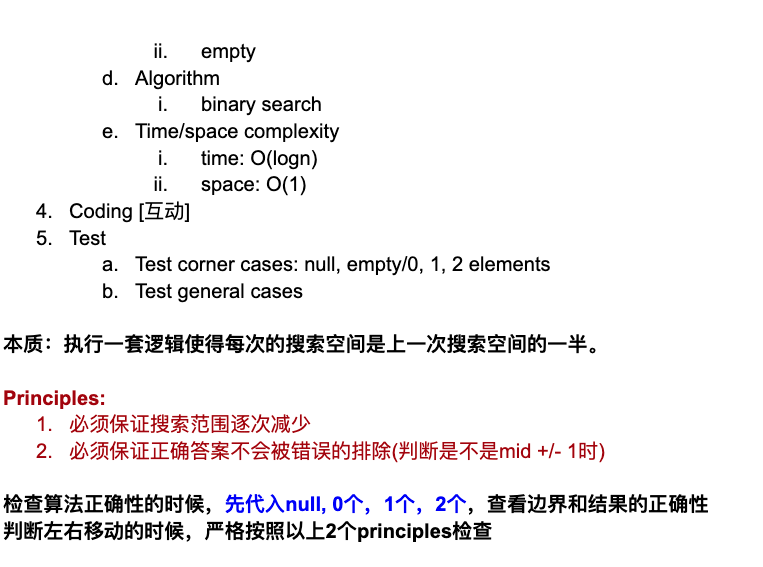 ii. empty
d. Algorithm
i. binary search
e. Time/space complexity
i. time: O(logn)
ii. space: O(1)
4. Coding [互动]
5. Test
a. Test corner cases: null, empty/0, 1, 2 elements
b. Test general cases
本质：执行一套逻辑使得每次的搜索空间是上一次搜索空间的一半。
Principles:
1. 必须保证搜索范围逐次减少
2. 必须保证正确答案不会被错误的排除(判断是不是mid +/- 1时)
检查算法正确性的时候，先代入null, 0个，1个，2个，查看边界和结果的正确性
判断左右移动的时候，严格按照以上2个principles检查